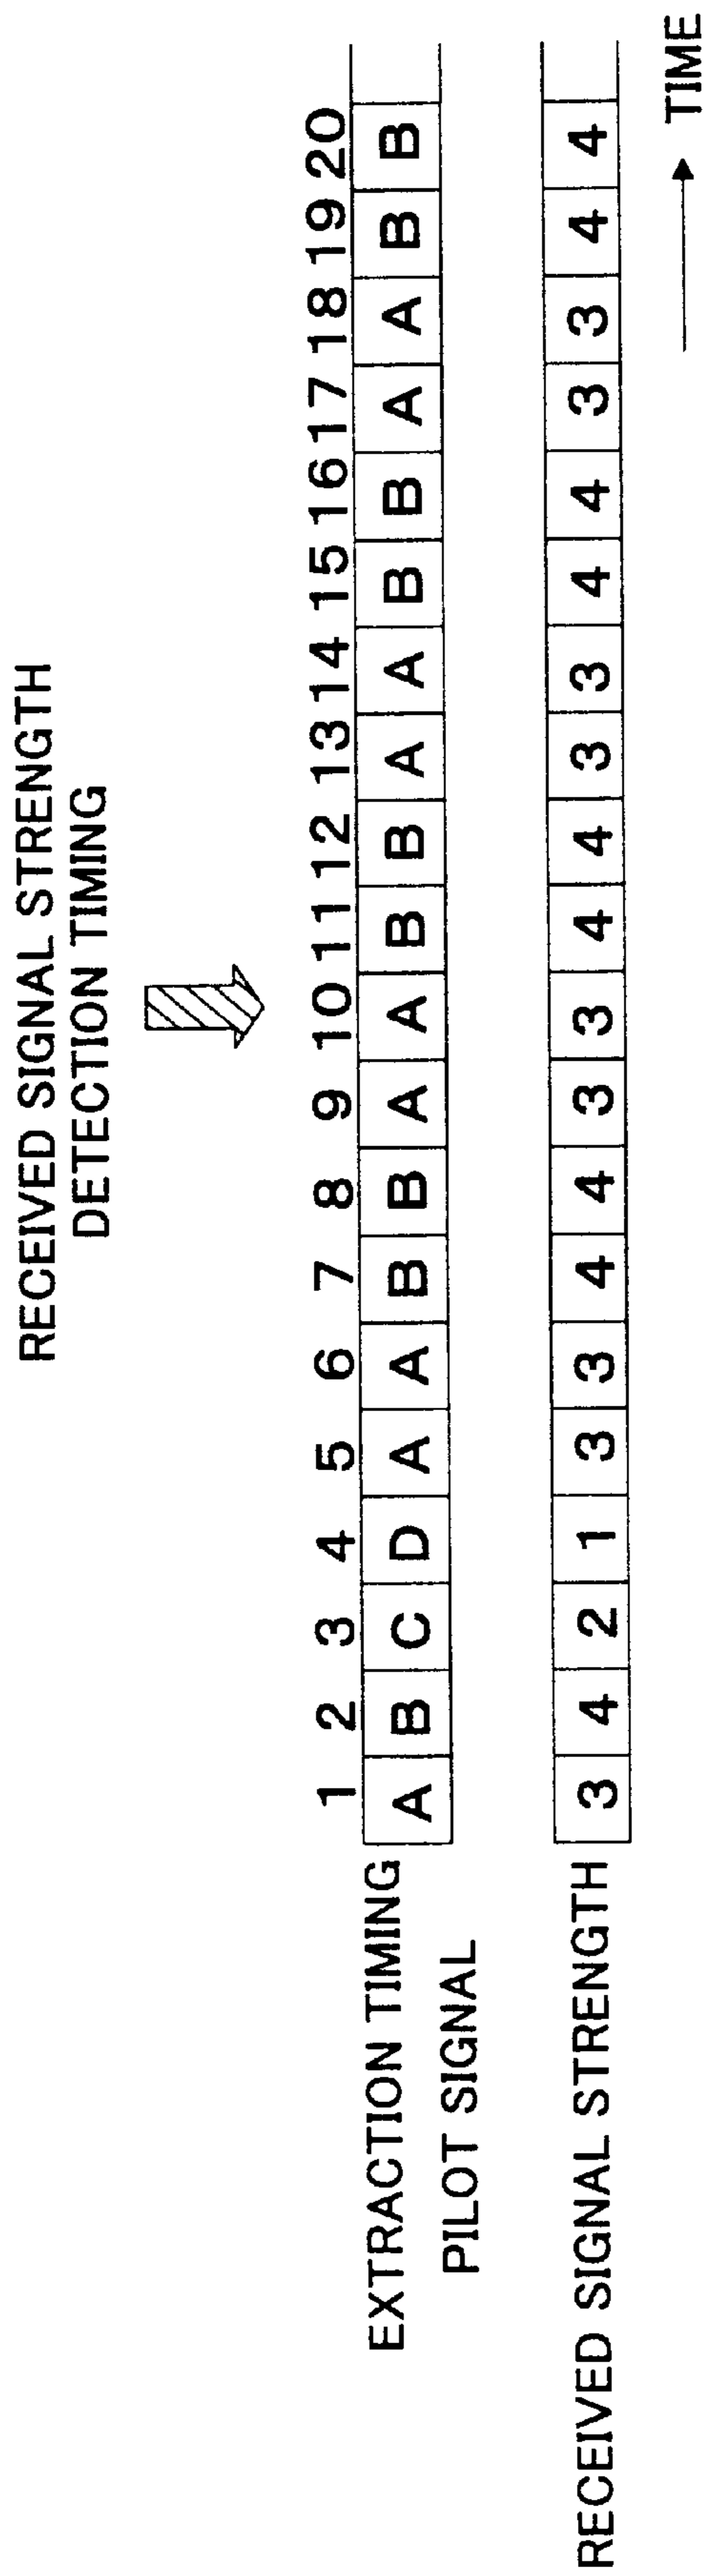 RECEIVED SIGNAL STRENGTH
DETECTION TIMING
1 2 3 4 5 6 7 8 9 10 11 12 13 14 15 16 17 18 19 20
EXTRACTION TIMING A B C D A A B B A A B B A A B B A A B B
PILOT SIGNAL
RECEIVED SIGNAL STRENGTH 3 4 2 1 3 3 4 4 3 3 4 4 3 3 4 4 3 3 4 4
TIME